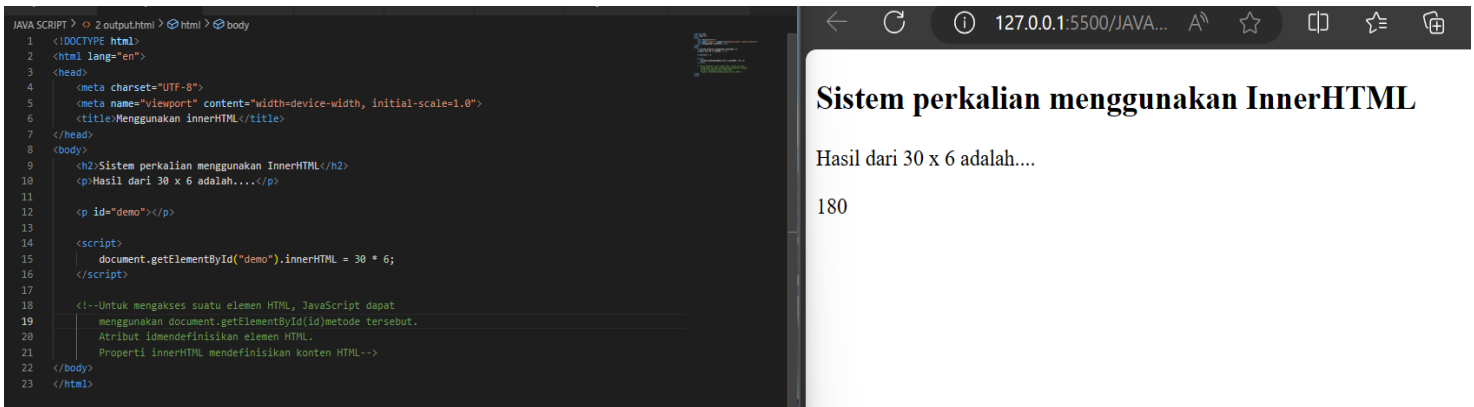 JAVA SCRIPT > <> 2 output.html > html > body
1 <!DOCTYPE html>
2 <html lang="en">
3 <head>
4 <meta charset="UTF-8">
5 <meta name="viewport" content="width=device-width, initial-scale=1.0">
6 <title>Menggunakan innerHTML</title>
7 </head>
8 <body>
9 <h2>Sistem perkalian menggunakan InnerHTML</h2>
10 <p>Hasil dari 30 x 6 adalah....</p>
11
12 <p id="demo"></p>
13
14 <script>
15 document.getElementById("demo").innerHTML = 30 * 6;
16 </script>
17
18 <!--Untuk mengakses suatu elemen HTML, JavaScript dapat
19 menggunakan document.getElementById(id)metode tersebut.
20 Atribut idmendefinisikan elemen HTML.
21 Properti innerHTML mendefinisikan konten HTML-->
22 </body>
23 </html>
127.0.0.1:5500/JAVA...
Sistem perkalian menggunakan InnerHTML
Hasil dari 30 x 6 adalah....
180